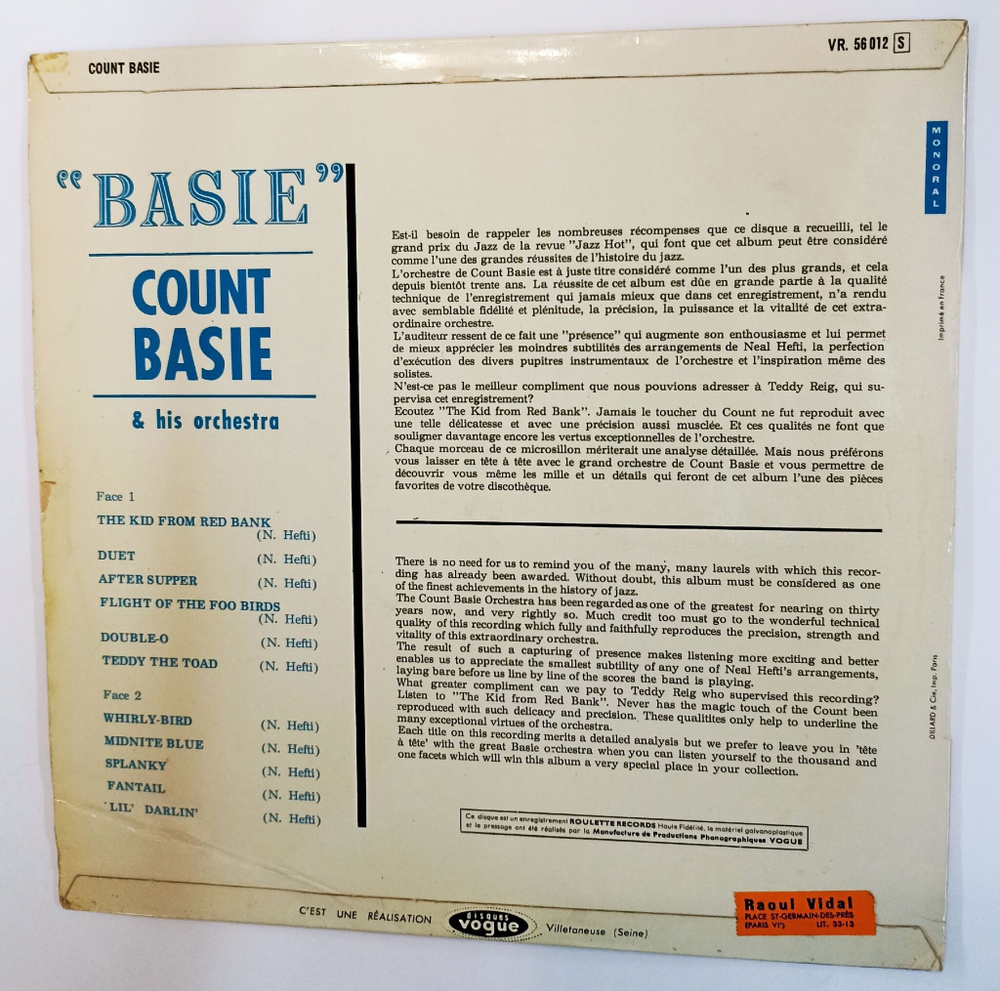 COUNT BASIE
VR. 56012 S
MONORAL
"BASIE"
COUNT
BASIE
& his orchestra
Face 1
THE KID FROM RED BANK
(N. Hefti)
DUET (N. Hefti)
AFTER SUPPER (N. Hefti)
FLIGHT OF THE FOO BIRDS
(N. Hefti)
DOUBLE-O (N. Hefti)
TEDDY THE TOAD (N. Hefti)
Face 2
WHIRLY-BIRD (N. Hefti)
MIDNITE BLUE (N. Hefti)
SPLANKY (N. Hefti)
FANTAIL (N. Hefti)
'LIL' DARLIN' (N. Hefti)
Est-il besoin de rappeler les nombreuses récompenses que ce disque a recueilli, tel le
grand prix du Jazz de la revue "Jazz Hot", qui font que cet album peut être considéré
comme l'une des grandes réussites de l'histoire du jazz.
L'orchestre de Count Basie est à juste titre considéré comme l'un des plus grands, et cela
depuis bientôt trente ans. La réussite de cet album est dûe en grande partie à la qualité
technique de l'enregistrement qui jamais mieux que dans cet enregistrement, n'a rendu
avec semblable fidélité et plénitude, la précision, la puissance et la vitalité de cet extra-
ordinaire orchestre.
L'auditeur ressent de ce fait une "présence" qui augmente son enthousiasme et lui permet
de mieux apprécier les moindres subtilités des arrangements de Neal Hefti, la perfection
d'exécution des divers pupitres instrumentaux de l'orchestre et l'inspiration même des
solistes.
N'est-ce pas le meilleur compliment que nous pouvions adresser à Teddy Reig, qui su-
pervisa cet enregistrement?
Ecoutez "The Kid from Red Bank". Jamais le toucher du Count ne fut reproduit avec
une telle délicatesse et avec une précision aussi musclée. Et ces qualités ne font que
souligner davantage encore les vertus exceptionnelles de l'orchestre.
Chaque morceau de ce microsillon mériterait une analyse détaillée. Mais nous préférons
vous laisser en tête à tête avec le grand orchestre de Count Basie et vous permettre de
découvrir vous même les mille et un détails qui feront de cet album l'une des pièces
favorites de votre discothèque.
There is no need for us to remind you of the many, many laurels with which this recor-
ding has already been awarded. Without doubt, this album must be considered as one
of the finest achievements in the history of jazz.
The Count Basie Orchestra has been regarded as one of the greatest for nearing on thirty
years now, and very rightly so. Much credit too must go to the wonderful technical
quality of this recording which fully and faithfully reproduces the precision, strength and
vitality of this extraordinary orchestra.
The result of such a capturing of presence makes listening more exciting and better
enables us to appreciate the smallest subtility of any one of Neal Hefti's arrangements,
laying bare before us line by line of the scores the band is playing.
What greater compliment can we pay to Teddy Reig who supervised this recording?
Listen to "The Kid from Red Bank". Never has the magic touch of the Count been
reproduced with such delicacy and precision. These qualitites only help to underline the
many exceptional virtues of the orchestra.
Each title on this recording merits a detailed analysis but we prefer to leave you in 'tête
à tête' with the great Basie orchestra when you can listen yourself to the thousand and
one facets which will win this album a very special place in your collection.
Imprimé en France
DILLARD & Cie, Imp. Paris
Ce disque est un enregistrement ROULETTE RECORDS Haute Fidélité, le matériel galvanoplastique
et le pressage ont été réalisés par la Manufacture de Productions Phonographiques VOGUE
C'EST UNE RÉALISATION disques vogue Villetaneuse (Seine)
Raoul Vidal
PLACE ST-GERMAIN-DES-PRÉS
(PARIS VIe) LIT. 33-12